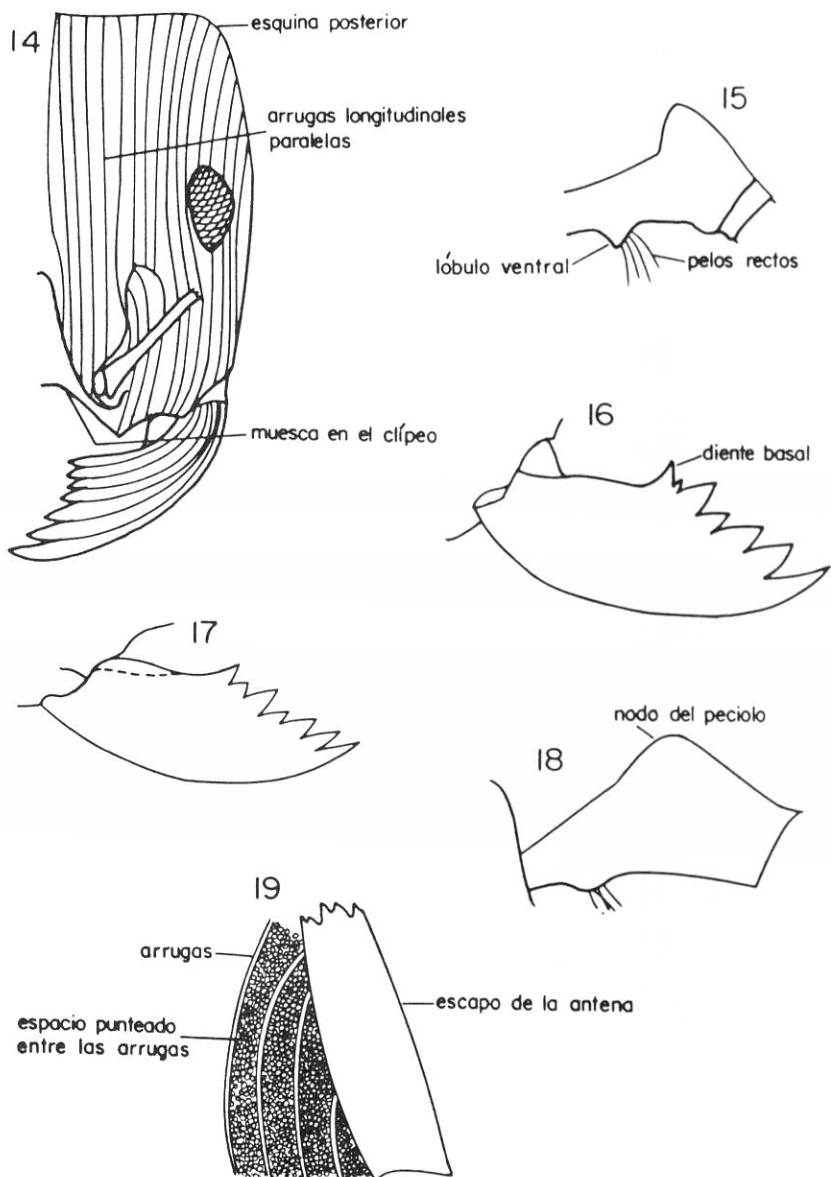 14
esquina posterior
arrugas longitudinales
paralelas
muesca en el clípeo
15
lóbulo ventral
pelos rectos
16
diente basal
17
18
nodo del peciolo
19
arrugas
espacio punteado
entre las arrugas
escapo de la antena